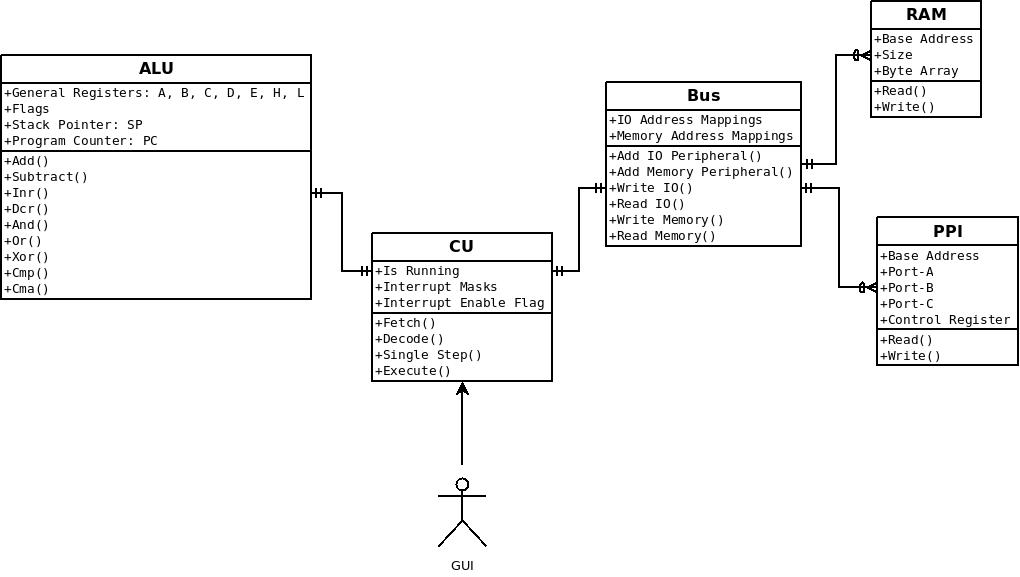 ALU
+General Registers: A, B, C, D, E, H, L
+Flags
+Stack Pointer: SP
+Program Counter: PC
+Add()
+Subtract()
+Inr()
+Dcr()
+And()
+Or()
+Xor()
+Cmp()
+Cma()
CU
+Is Running
+Interrupt Masks
+Interrupt Enable Flag
+Fetch()
+Decode()
+Single Step()
+Execute()
GUI
Bus
+IO Address Mappings
+Memory Address Mappings
+Add IO Peripheral()
+Add Memory Peripheral()
+Write IO()
+Read IO()
+Write Memory()
+Read Memory()
RAM
+Base Address
+Size
+Byte Array
+Read()
+Write()
PPI
+Base Address
+Port-A
+Port-B
+Port-C
+Control Register
+Read()
+Write()